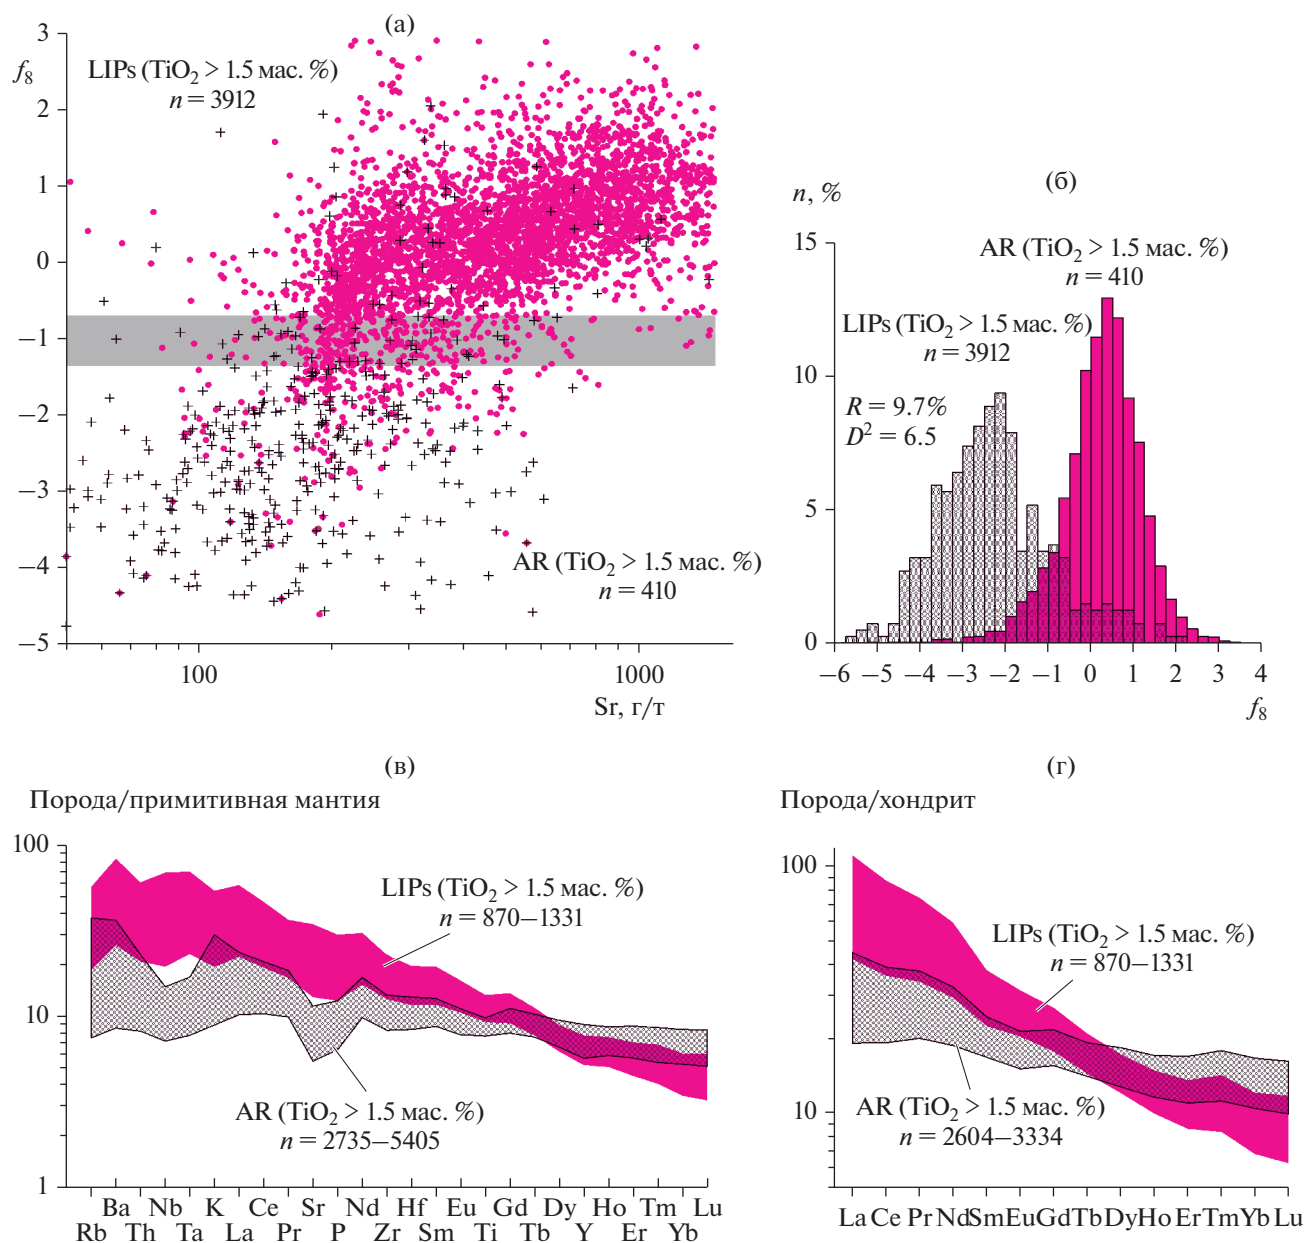 (а)
3
2
1
0
−1
−2
−3
−4
−5
f8
LIPs (TiO2 > 1.5 мас. %)
n = 3912
AR (TiO2 > 1.5 мас. %)
n = 410
100
1000
Sr, г/т
(б)
n, %
15
10
5
0
AR (TiO2 > 1.5 мас. %)
n = 410
LIPs (TiO2 > 1.5 мас. %)
n = 3912
R = 9.7%
D2 = 6.5
−6 −5 −4 −3 −2 −1 0 1 2 3 4
f8
(в)
Порода/примитивная мантия
100
10
1
LIPs (TiO2 > 1.5 мас. %)
n = 870−1331
AR (TiO2 > 1.5 мас. %)
n = 2735−5405
Ba Nb K Ce Sr Nd Hf Eu Gd Dy Ho Tm Lu
Rb Th Ta La Pr P Zr Sm Ti Tb Y Er Yb
(г)
Порода/хондрит
100
10
LIPs (TiO2 > 1.5 мас. %)
n = 870−1331
AR (TiO2 > 1.5 мас. %)
n = 2604−3334
La Ce Pr Nd Sm Eu Gd Tb Dy Ho Er Tm Yb Lu